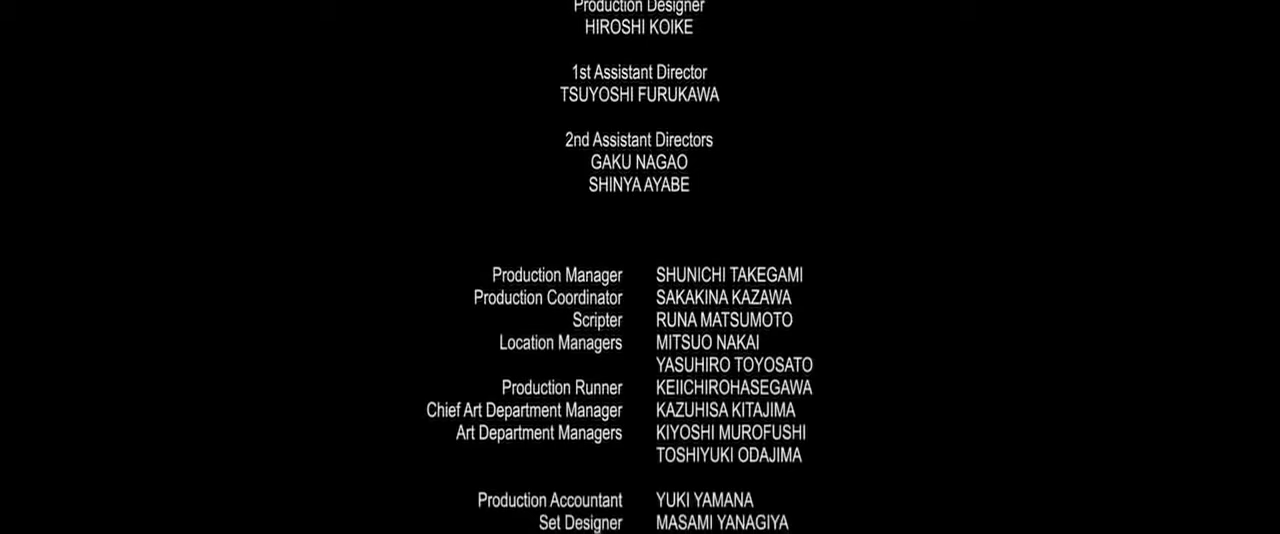 Production Designer
HIROSHI KOIKE
1st Assistant Director
TSUYOSHI FURUKAWA
2nd Assistant Directors
GAKU NAGAO
SHINYA AYABE
Production Manager SHUNICHI TAKEGAMI
Production Coordinator SAKAKINA KAZAWA
Scripter RUNA MATSUMOTO
Location Managers MITSUO NAKAI
YASUHIRO TOYOSATO
Production Runner KEIICHIROHASEGAWA
Chief Art Department Manager KAZUHISA KITAJIMA
Art Department Managers KIYOSHI MUROFUSHI
TOSHIYUKI ODAJIMA
Production Accountant YUKI YAMANA
Set Designer MASAMI YANAGIYA